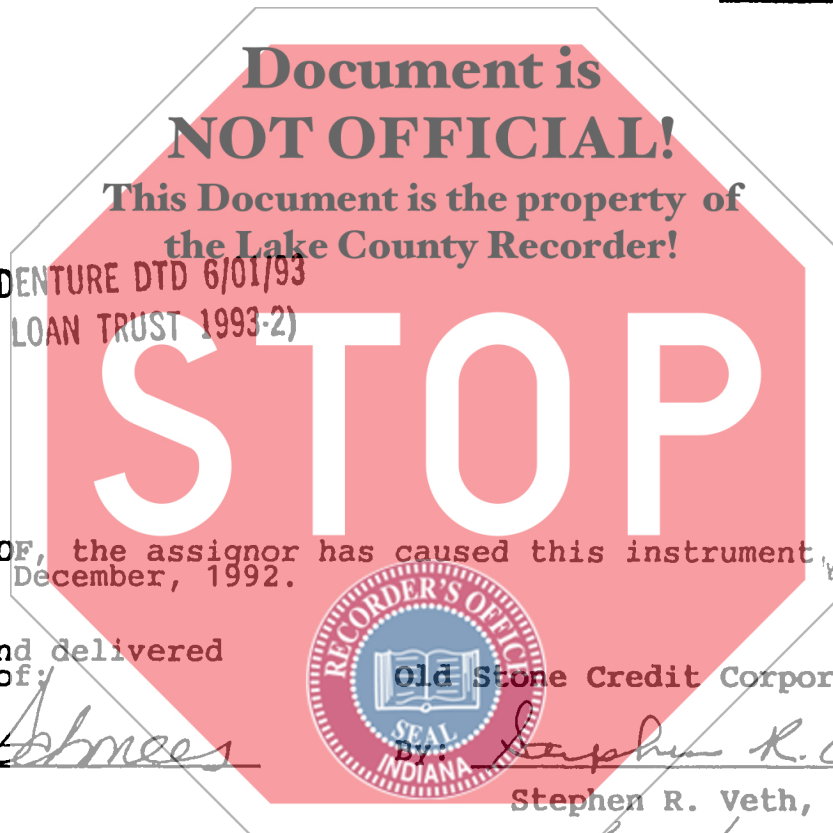 Document is
NOT OFFICIAL!
This Document is the property of
the Lake County Recorder!
DENTURE DTD 6/01/93
LOAN TRUST 1993-2)
STOP
OF, the assignor has caused this instrument
December, 1992.
nd delivered
of:
Old Stone Credit Corpor
RECORDER'S OFFICE
SEAL
INDIANA
Schmees
By: Stephen R.
Stephen R. Veth,